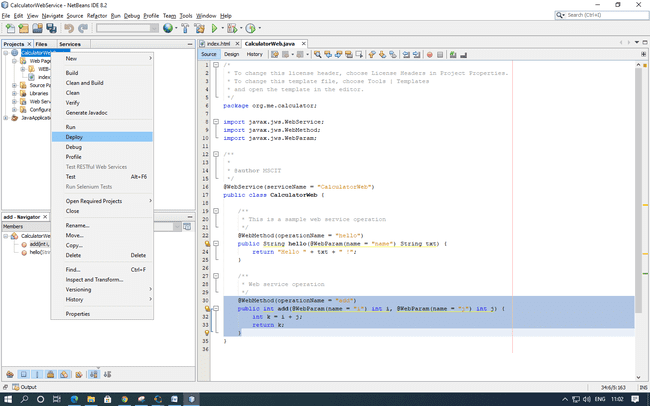 CalculatorWebService - NetBeans IDE 8.2
File Edit View Navigate Source Refactor Run Debug Profile Team Tools Window Help
Search (Ctrl+I)
Projects Files Services
index.html CalculatorWeb.java
Source Design History
CalculatorWeb
Web Page
WEB-
index
Source Pa
Libraries
Web Serv
Configura
JavaApplication
New
Build
Clean and Build
Clean
Verify
Generate Javadoc
Run
Deploy
Debug
Profile
Test RESTful Web Services
Test Alt+F6
Run Selenium Tests
Open Required Projects
Close
Rename...
Move...
Copy...
Delete Delete
Find... Ctrl+F
Inspect and Transform...
Versioning
History
Properties
add - Navigator
Members
CalculatorWe
add(int i,
hello(Stri
1 /*
2 * To change this license header, choose License Headers in Project Properties.
3 * To change this template file, choose Tools | Templates
4 * and open the template in the editor.
5 */
6 package org.me.calculator;
7
8 import javax.jws.WebService;
9 import javax.jws.WebMethod;
10 import javax.jws.WebParam;
11
12 /**
13 *
14 * @author MSCIT
15 */
16 @WebService(serviceName = "CalculatorWeb")
17 public class CalculatorWeb {
18
19 /**
20 * This is a sample web service operation
21 */
22 @WebMethod(operationName = "hello")
public String hello(@WebParam(name = "name") String txt) {
24 return "Hello " + txt + " !";
25 }
26
27 /**
28 * Web service operation
29 */
30 @WebMethod(operationName = "add")
public int add(@WebParam(name = "i") int i, @WebParam(name = "j") int j) {
32 int k = i + j;
33 return k;
}
35 }
36
Output
34:6/5:163 INS
ENG 11:02